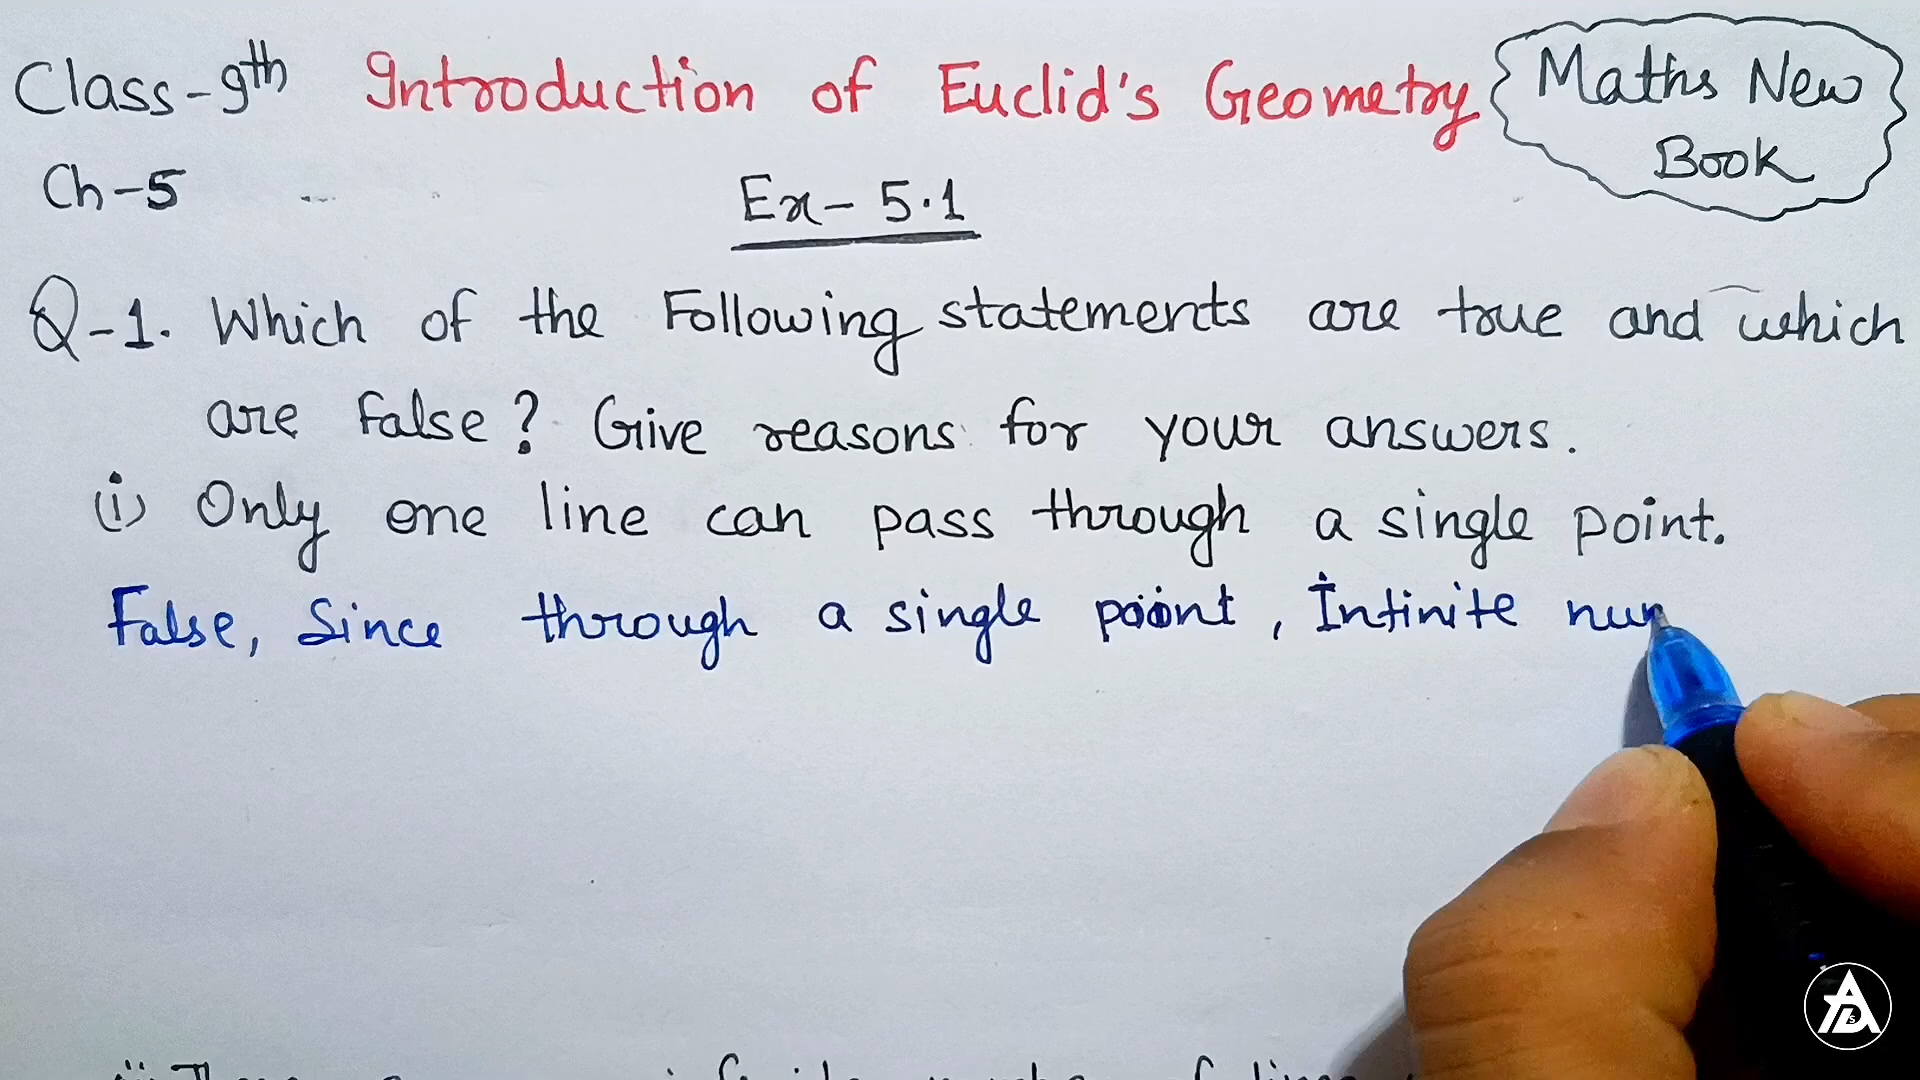 Class-9th Introduction of Euclid's Geometry
Maths New
Book
Ch-5
Ex- 5.1
Q-1. Which of the Following statements are true and which
are false? Give reasons for your answers.
(i) Only one line can pass through a single point.
False, Since through a single point, Infinite num